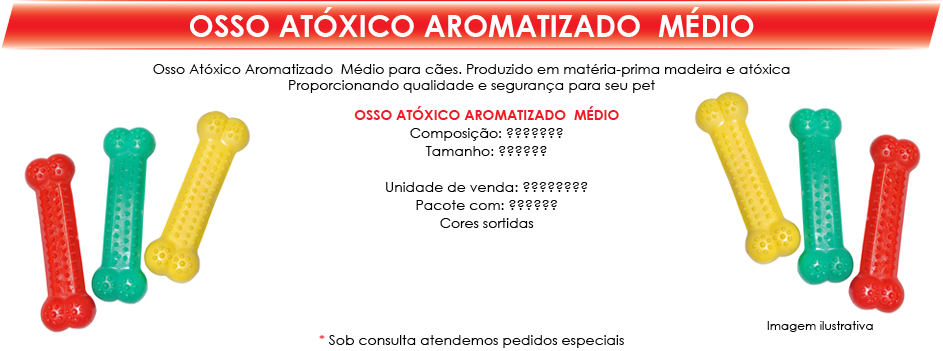 OSSO ATÓXICO AROMATIZADO MÉDIO
Osso Atóxico Aromatizado Médio para cães. Produzido em matéria-prima madeira e atóxica
Proporcionando qualidade e segurança para seu pet
OSSO ATÓXICO AROMATIZADO MÉDIO
Composição: ???????
Tamanho: ??????
Unidade de venda: ????????
Pacote com: ??????
Cores sortidas
Imagem ilustrativa
* Sob consulta atendemos pedidos especiais